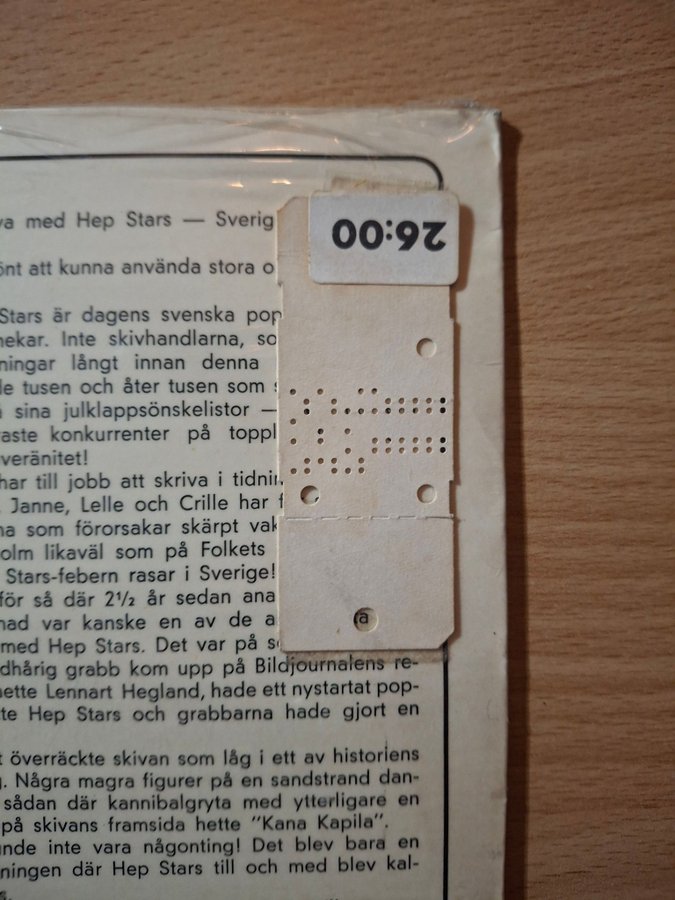 va med Hep Stars — Sverig
26:00
önt att kunna använda stora o
Stars är dagens svenska pop
nekar. Inte skivhandlarna, so
ningar långt innan denna
de tusen och åter tusen som s
å sina julklappsönskelistor —
raste konkurrenter på toppl
veränitet!
har till jobb att skriva i tidnin
, Janne, Lelle och Crille har f
na som förorsakar skärpt vak
olm likaväl som på Folkets
Stars-febern rasar i Sverige!
för så där 2½ år sedan ana
nad var kanske en av de a
med Hep Stars. Det var på s
dhårig grabb kom upp på Bildjournalens re-
nette Lennart Hegland, hade ett nystartat pop-
te Hep Stars och grabbarna hade gjort en
t överräckte skivan som låg i ett av historiens
g. Några magra figurer på en sandstrand dan-
sådan där kannibalgryta med ytterligare en
på skivans framsida hette "Kana Kapila".
unde inte vara någonting! Det blev bara en
ningen där Hep Stars till och med blev kal-